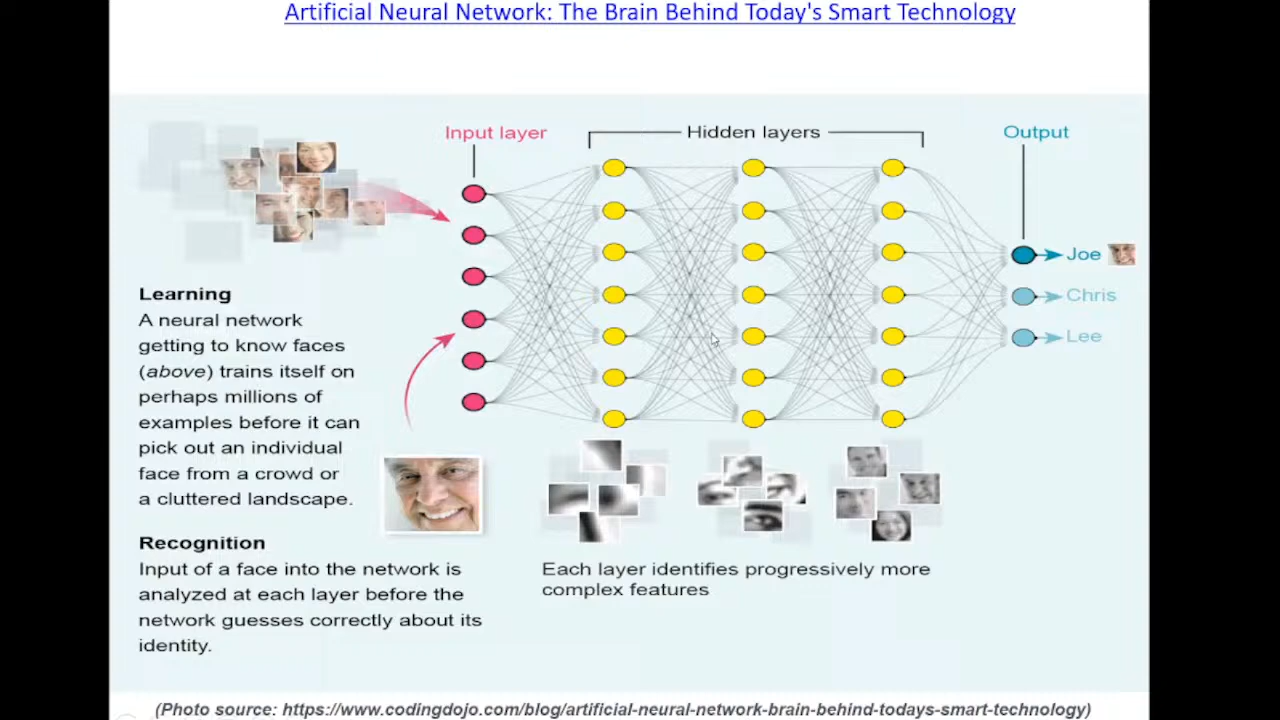 Artificial Neural Network: The Brain Behind Today's Smart Technology
Input layer
Hidden layers
Output
Joe
Chris
Lee
Learning
A neural network
getting to know faces
(above) trains itself on
perhaps millions of
examples before it can
pick out an individual
face from a crowd or
a cluttered landscape.
Recognition
Input of a face into the network is
analyzed at each layer before the
network guesses correctly about its
identity.
Each layer identifies progressively more
complex features
(Photo source: https://www.codingdojo.com/blog/artificial-neural-network-brain-behind-todays-smart-technology)